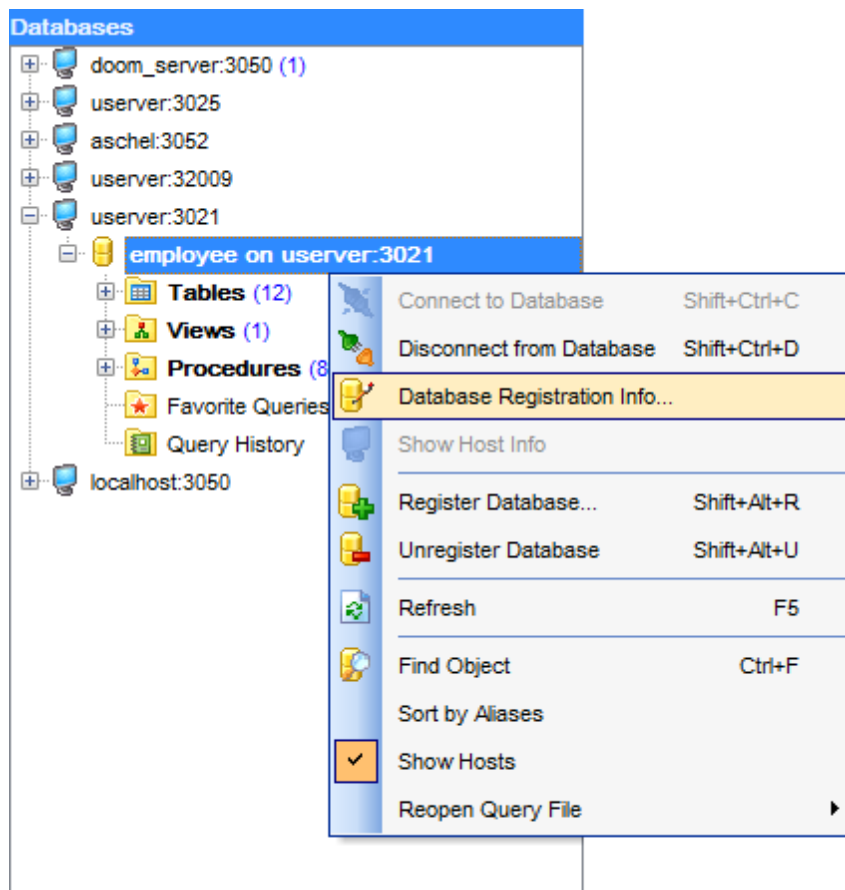 Databases
doom_server:3050 (1)
userver:3025
aschel:3052
userver:32009
userver:3021
employee on userver:3021
Tables (12)
Views (1)
Procedures (8
Favorite Queries
Query History
localhost:3050
Connect to Database Shift+Ctrl+C
Disconnect from Database Shift+Ctrl+D
Database Registration Info...
Show Host Info
Register Database... Shift+Alt+R
Unregister Database Shift+Alt+U
Refresh F5
Find Object Ctrl+F
Sort by Aliases
Show Hosts
Reopen Query File